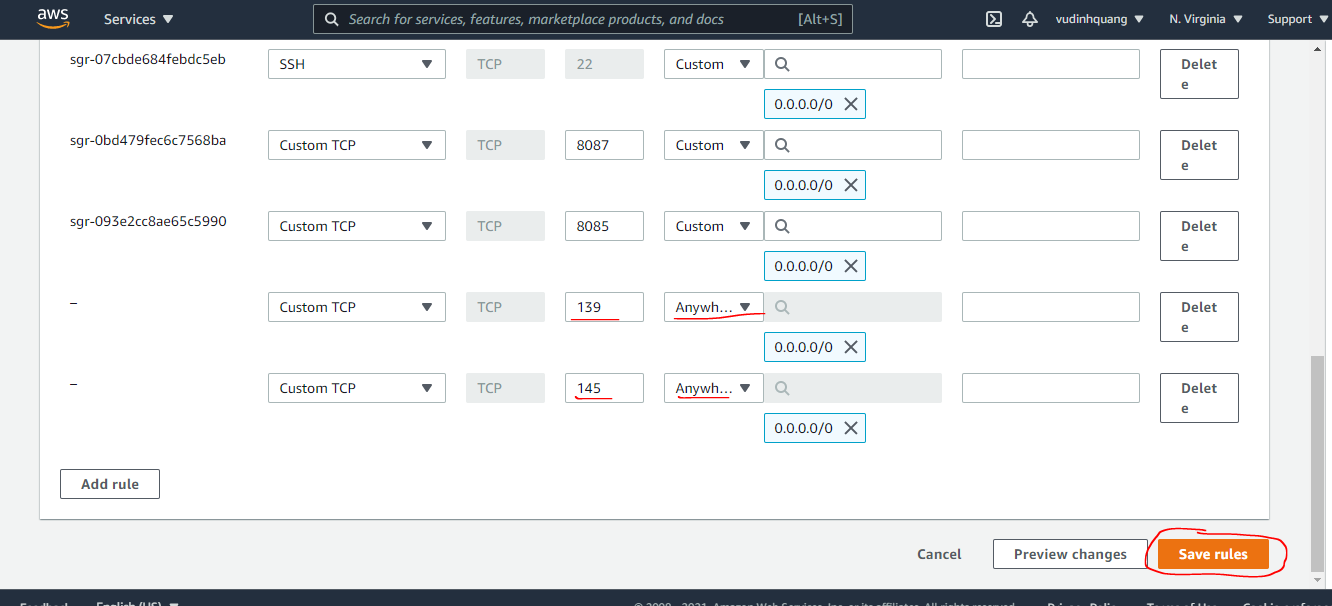 aws Services Search for services, features, marketplace products, and docs [Alt+S] vudinhquang N. Virginia Support
sgr-07cbde684febdc5eb SSH TCP 22 Custom Delet
e
0.0.0.0/0
sgr-0bd479fec6c7568ba Custom TCP TCP 8087 Custom Delet
e
0.0.0.0/0
sgr-093e2cc8ae65c5990 Custom TCP TCP 8085 Custom Delet
e
0.0.0.0/0
– Custom TCP TCP 139 Anywh... Delet
e
0.0.0.0/0
– Custom TCP TCP 145 Anywh... Delet
e
0.0.0.0/0
Add rule
Cancel Preview changes Save rules
English (US)